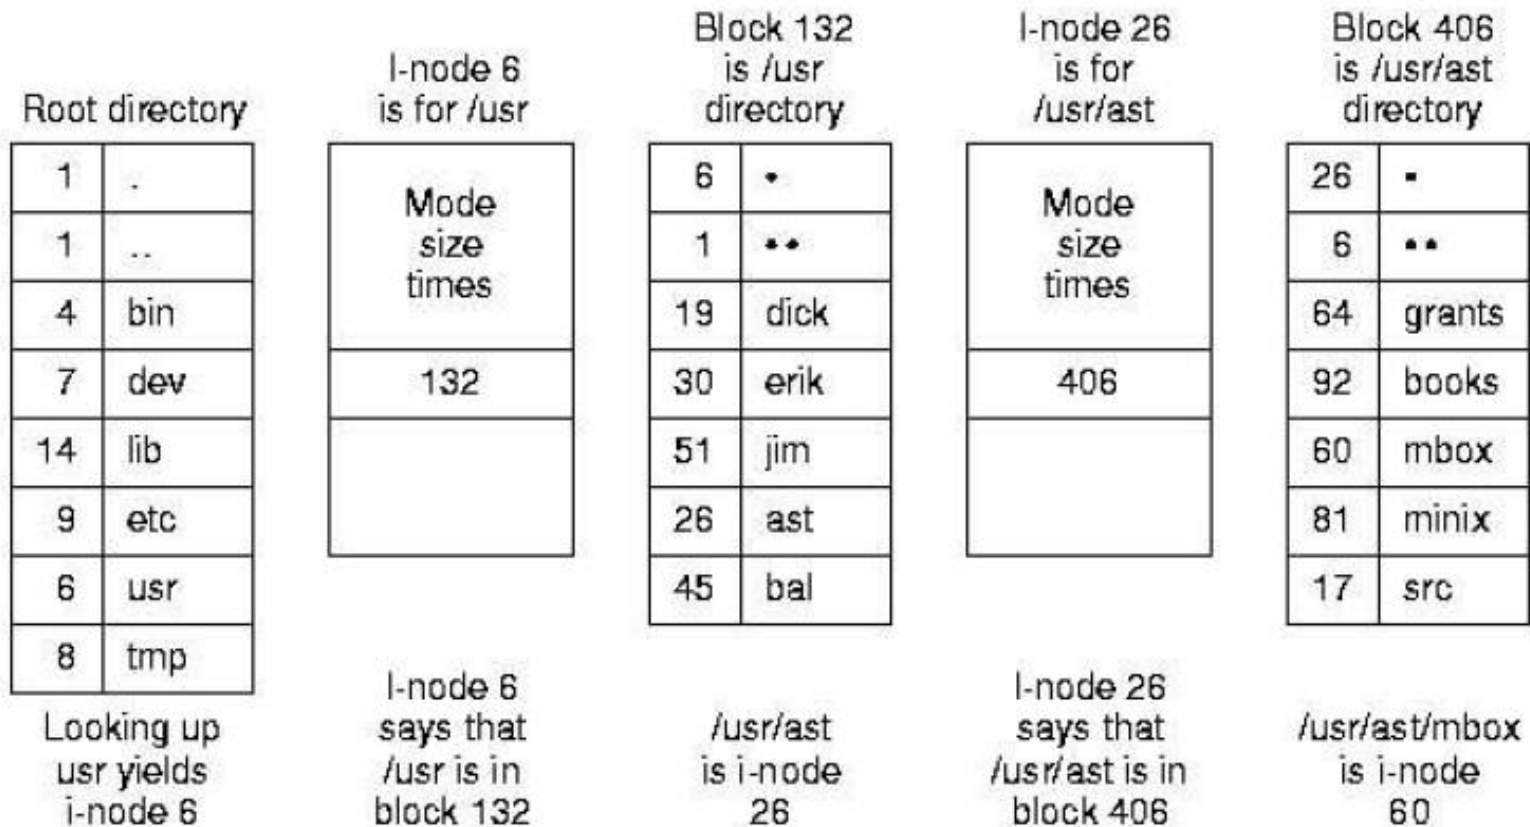 Root directory
1 .
1 ..
4 bin
7 dev
14 lib
9 etc
6 usr
8 tmp
Looking up
usr yields
i-node 6
I-node 6
is for /usr
Mode
size
times
132
I-node 6
says that
/usr is in
block 132
Block 132
is /usr
directory
6 •
1 ••
19 dick
30 erik
51 jim
26 ast
45 bal
/usr/ast
is i-node
26
I-node 26
is for
/usr/ast
Mode
size
times
406
I-node 26
says that
/usr/ast is in
block 406
Block 406
is /usr/ast
directory
26 •
6 ••
64 grants
92 books
60 mbox
81 minix
17 src
/usr/ast/mbox
is i-node
60